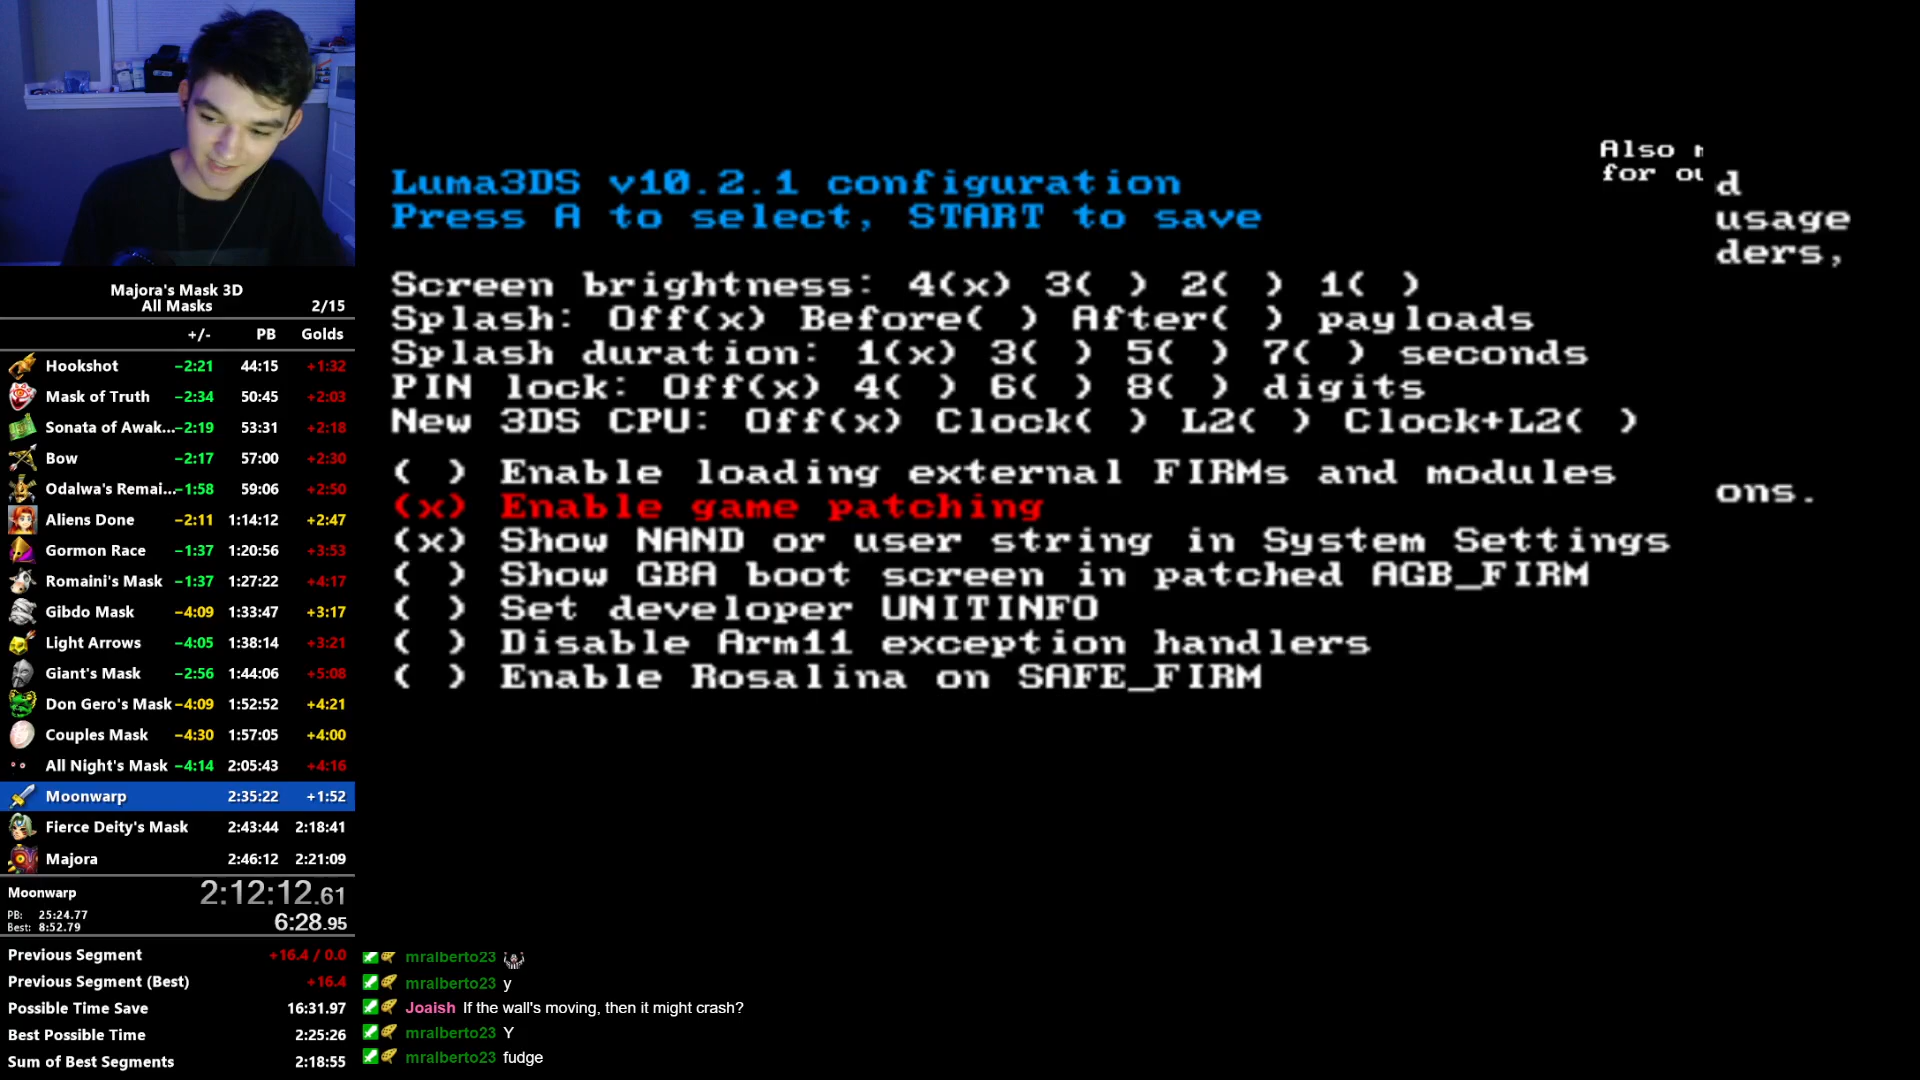 Luma3DS v10.2.1 configuration
Press A to select, START to save
Also
for
d
usage
ders,
Screen brightness: 4(x) 3( ) 2( ) 1( )
Splash: Off(x) Before( ) After( ) payloads
Splash duration: 1(x) 3( ) 5( ) 7( ) seconds
PIN lock: Off(x) 4( ) 6( ) 8( ) digits
New 3DS CPU: Off(x) Clock( ) L2( ) Clock+L2( )
( ) Enable loading external FIRMs and modules
ons.
(x) Enable game patching
(x) Show NAND or user string in System Settings
( ) Show GBA boot screen in patched AGB_FIRM
( ) Set developer UNITINFO
( ) Disable Arm11 exception handlers
( ) Enable Rosalina on SAFE_FIRM
Majora's Mask 3D
All Masks 2/15
+/- PB Golds
Hookshot −2:21 44:15 +1:32
Mask of Truth −2:34 50:45 +2:03
Sonata of Awak... −2:19 53:31 +2:18
Bow −2:17 57:00 +2:30
Odalwa's Remai... −1:58 59:06 +2:50
Aliens Done −2:11 1:14:12 +2:47
Gormon Race −1:37 1:20:56 +3:53
Romaini's Mask −1:37 1:27:22 +4:17
Gibdo Mask −4:09 1:33:47 +3:17
Light Arrows −4:05 1:38:14 +3:21
Giant's Mask −2:56 1:44:06 +5:08
Don Gero's Mask −4:09 1:52:52 +4:21
Couples Mask −4:30 1:57:05 +4:00
All Night's Mask −4:14 2:05:43 +4:16
Moonwarp 2:35:22 +1:52
Fierce Deity's Mask 2:43:44 2:18:41
Majora 2:46:12 2:21:09
Moonwarp 2:12:12.61
PB: 25:24.77
Best: 8:52.79
6:28.95
Previous Segment +16.4 / 0.0
Previous Segment (Best) +16.4
Possible Time Save 16:31.97
Best Possible Time 2:25:26
Sum of Best Segments 2:18:55
mralberto23
mralberto23 y
Joaish If the wall's moving, then it might crash?
mralberto23 Y
mralberto23 fudge